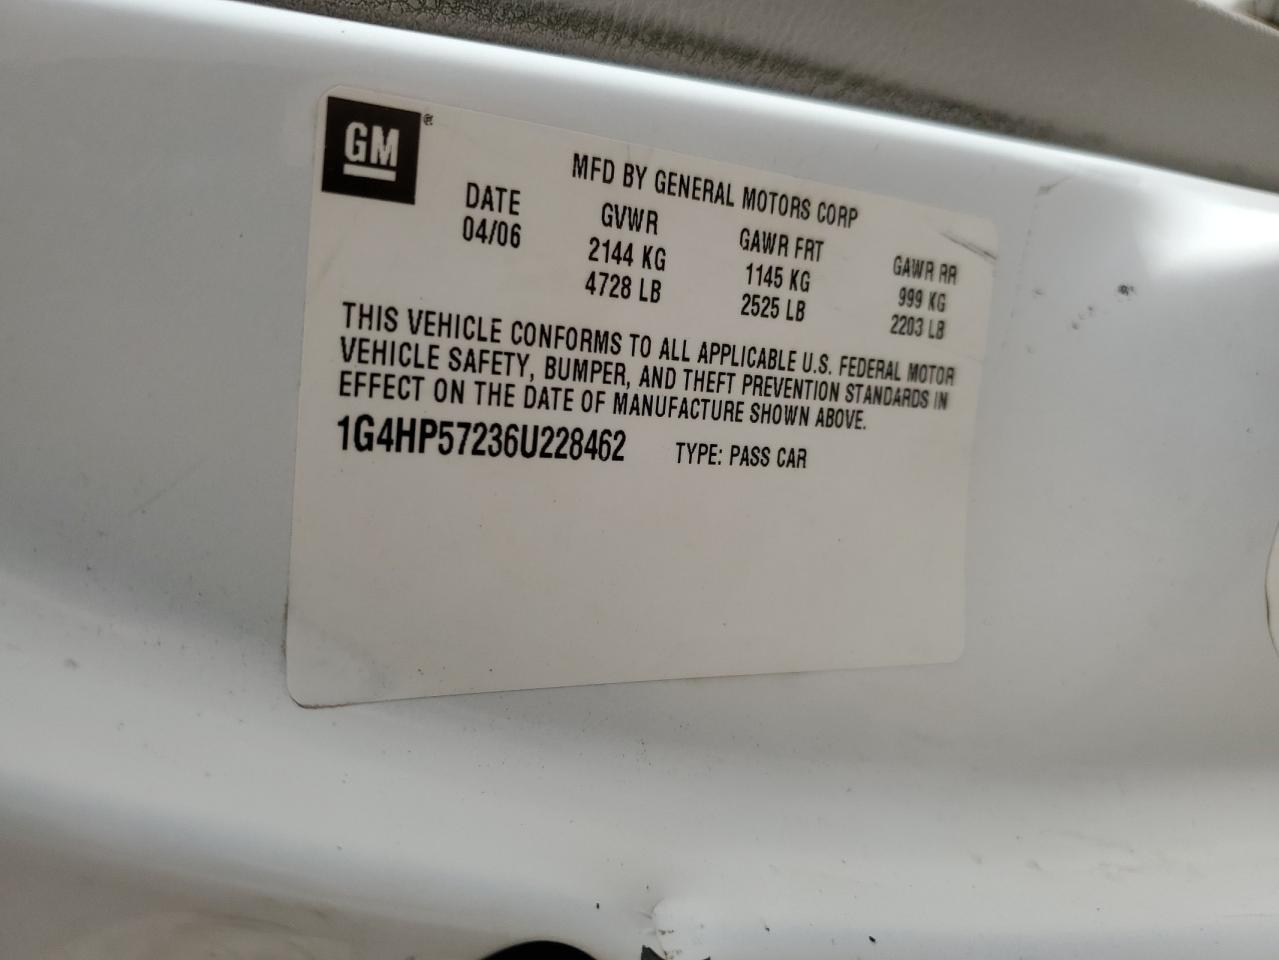 GM®
MFD BY GENERAL MOTORS CORP
DATE GVWR GAWR FRT GAWR RR
04/06 2144 KG 1145 KG 999 KG
4728 LB 2525 LB 2203 LB
THIS VEHICLE CONFORMS TO ALL APPLICABLE U.S. FEDERAL MOTOR
VEHICLE SAFETY, BUMPER, AND THEFT PREVENTION STANDARDS IN
EFFECT ON THE DATE OF MANUFACTURE SHOWN ABOVE.
1G4HP57236U228462 TYPE: PASS CAR